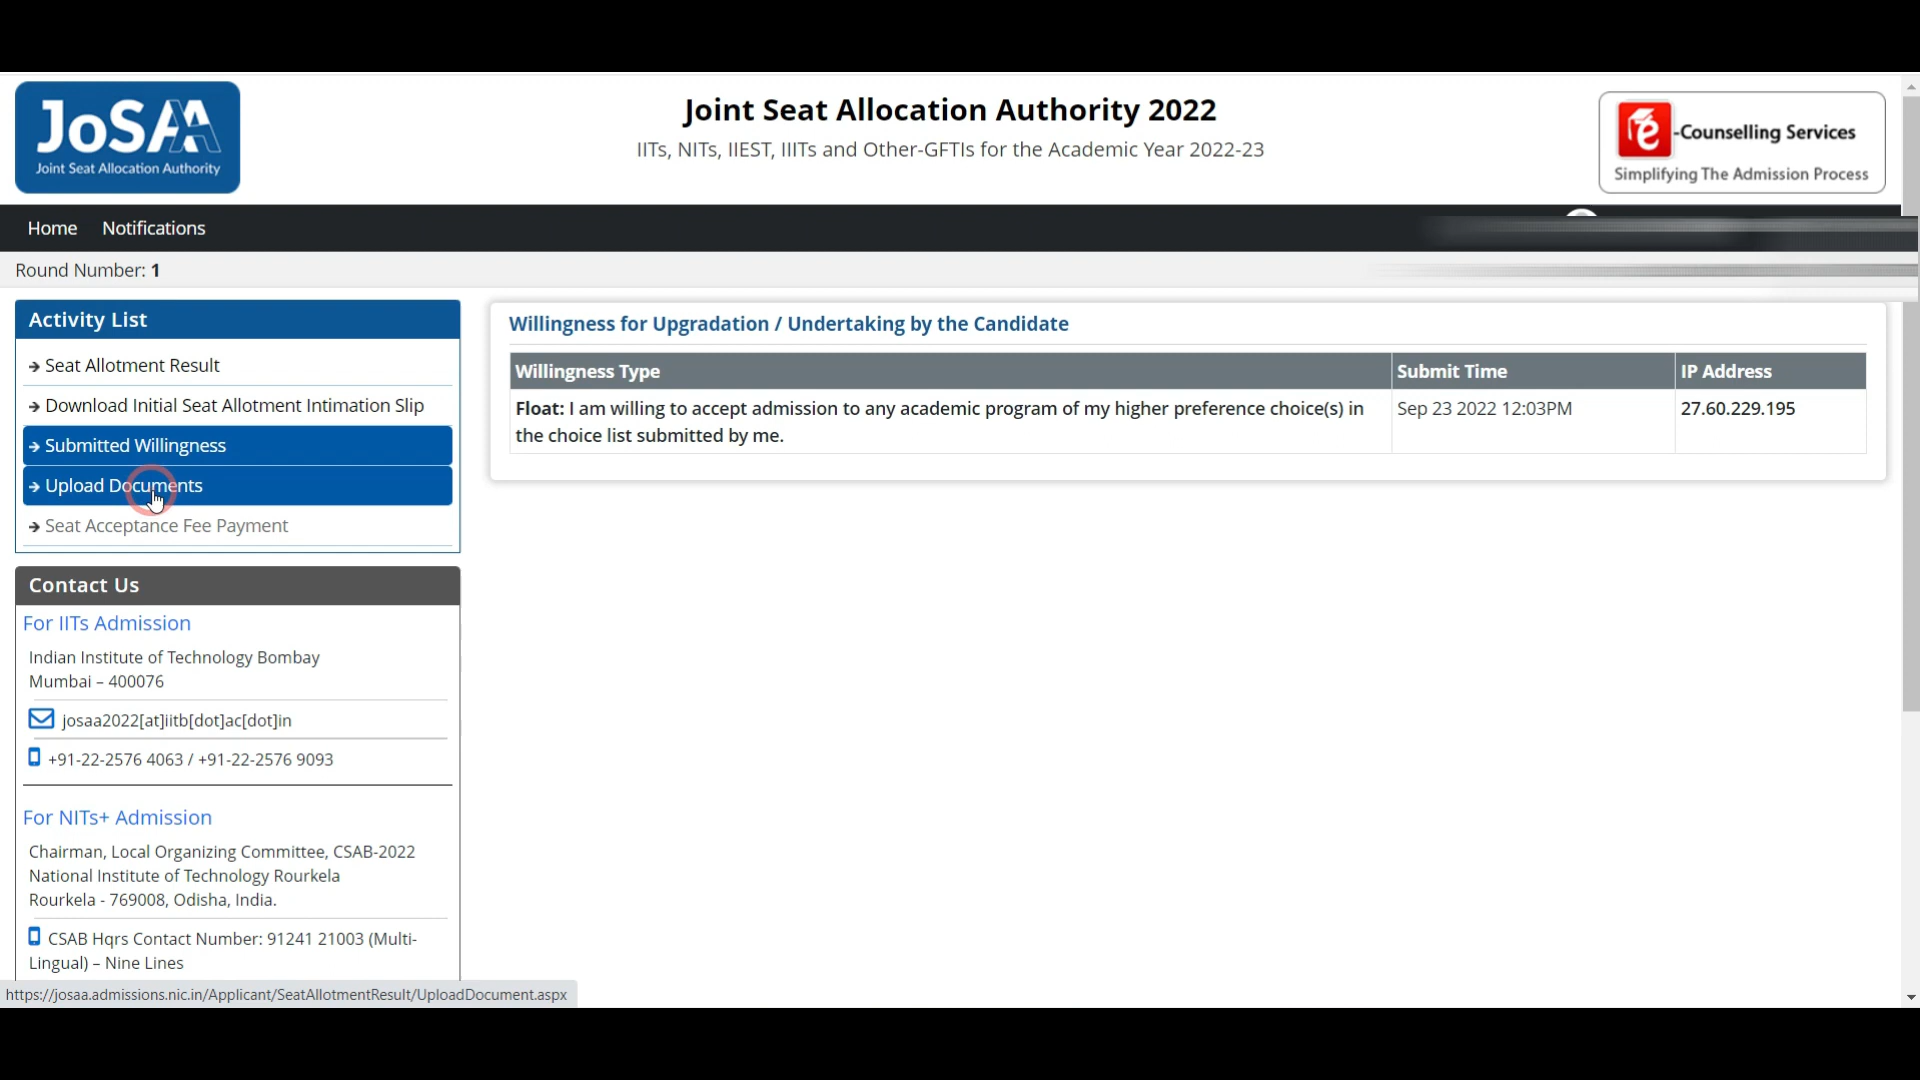 JoSAA
Joint Seat Allocation Authority
Joint Seat Allocation Authority 2022
IITs, NITs, IIEST, IIITs and Other-GFTIs for the Academic Year 2022-23
e-Counselling Services
Simplifying The Admission Process
Home Notifications
Round Number: 1
Activity List
Seat Allotment Result
Download Initial Seat Allotment Intimation Slip
Submitted Willingness
Upload Documents
Seat Acceptance Fee Payment
Willingness for Upgradation / Undertaking by the Candidate
Willingness Type Submit Time IP Address
Float: I am willing to accept admission to any academic program of my higher preference choice(s) in Sep 23 2022 12:03PM 27.60.229.195
the choice list submitted by me.
Contact Us
For IITs Admission
Indian Institute of Technology Bombay
Mumbai – 400076
josaa2022[at]iitb[dot]ac[dot]in
+91-22-2576 4063 / +91-22-2576 9093
For NITs+ Admission
Chairman, Local Organizing Committee, CSAB-2022
National Institute of Technology Rourkela
Rourkela - 769008, Odisha, India.
CSAB Hqrs Contact Number: 91241 21003 (Multi-
Lingual) – Nine Lines
https://josaa.admissions.nic.in/Applicant/SeatAllotmentResult/UploadDocument.aspx